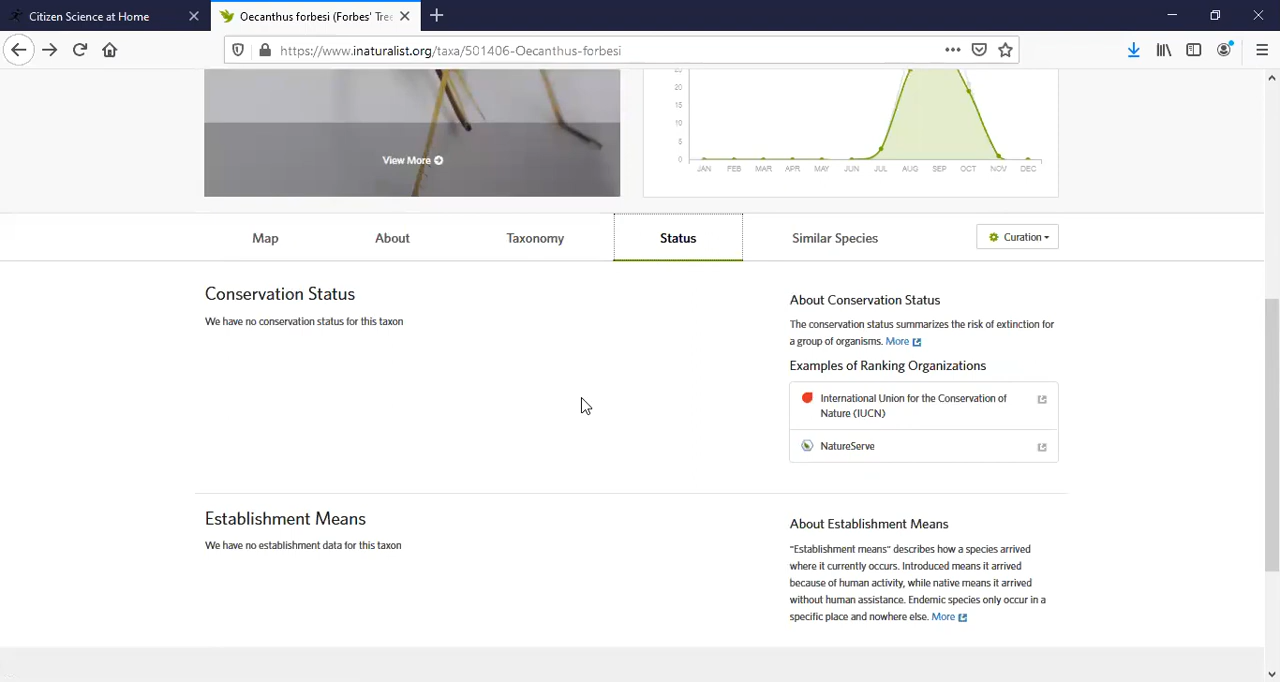 Citizen Science at Home
Oecanthus forbesi (Forbes' Tree
https://www.inaturalist.org/taxa/501406-Oecanthus-forbesi
View More
20
15
10
5
0
JAN FEB MAR APR MAY JUN JUL AUG SEP OCT NOV DEC
Map About Taxonomy Status Similar Species Curation
Conservation Status
We have no conservation status for this taxon
About Conservation Status
The conservation status summarizes the risk of extinction for
a group of organisms. More
Examples of Ranking Organizations
International Union for the Conservation of
Nature (IUCN)
NatureServe
Establishment Means
We have no establishment data for this taxon
About Establishment Means
"Establishment means" describes how a species arrived
where it currently occurs. Introduced means it arrived
because of human activity, while native means it arrived
without human assistance. Endemic species only occur in a
specific place and nowhere else. More